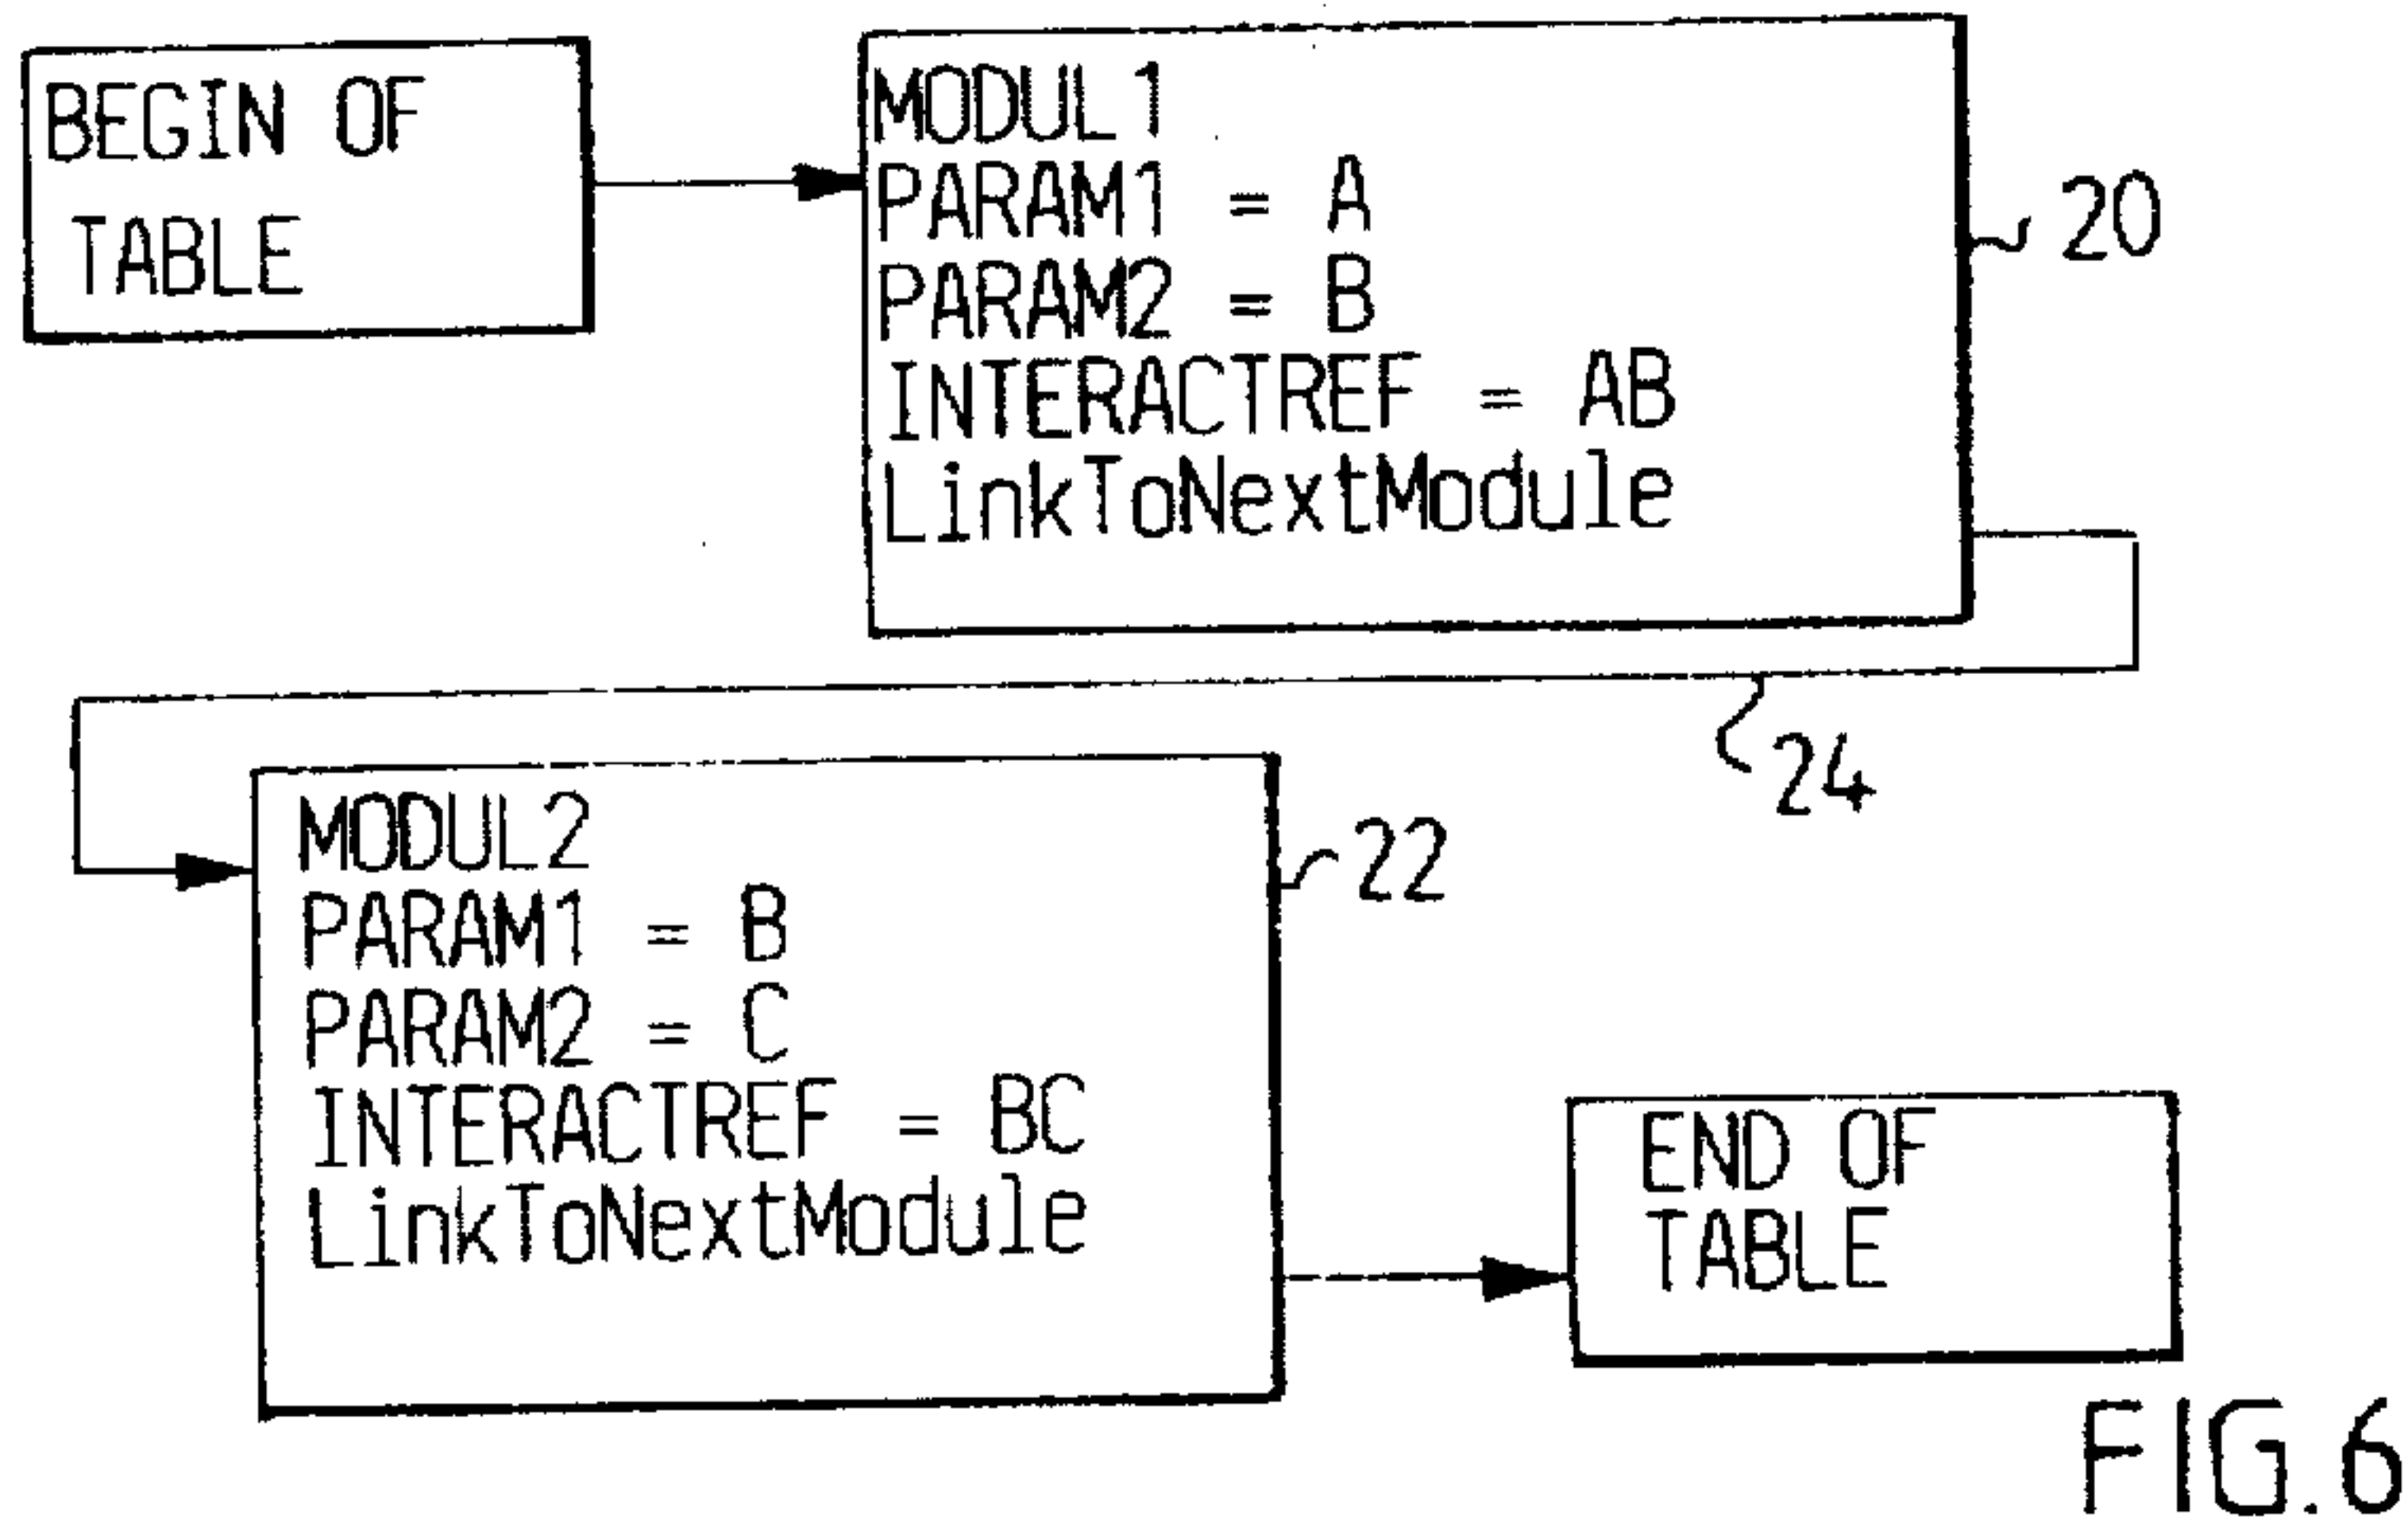 BEGIN OF
TABLE
MODUL1
PARAM1 = A
PARAM2 = B
INTERACTREF = AB
LinkToNextModule
20
24
MODUL2
PARAM1 = B
PARAM2 = C
INTERACTREF = BC
LinkToNextModule
22
END OF
TABLE
FIG.6